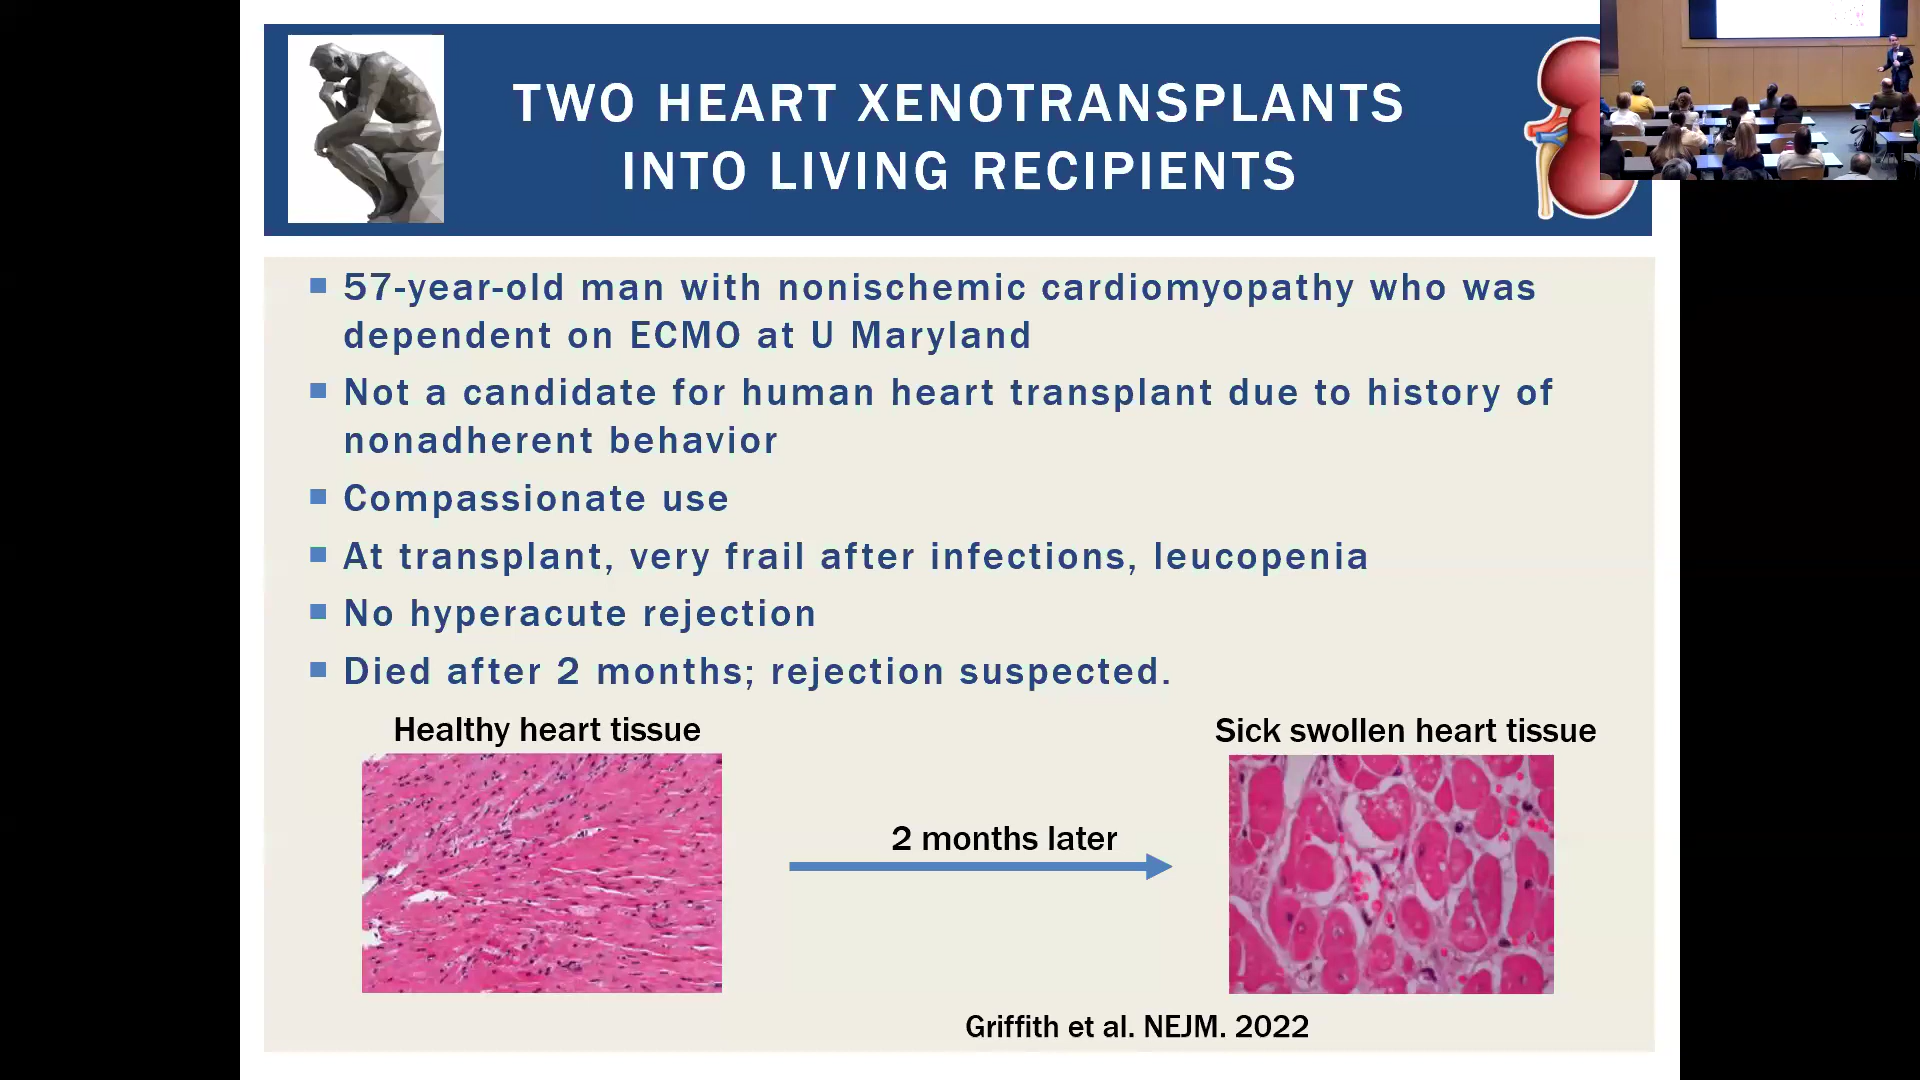 TWO HEART XENOTRANSPLANTS
INTO LIVING RECIPIENTS
57-year-old man with nonischemic cardiomyopathy who was
dependent on ECMO at U Maryland
Not a candidate for human heart transplant due to history of
nonadherent behavior
Compassionate use
At transplant, very frail after infections, leucopenia
No hyperacute rejection
Died after 2 months; rejection suspected.
Healthy heart tissue
Sick swollen heart tissue
2 months later
Griffith et al. NEJM. 2022